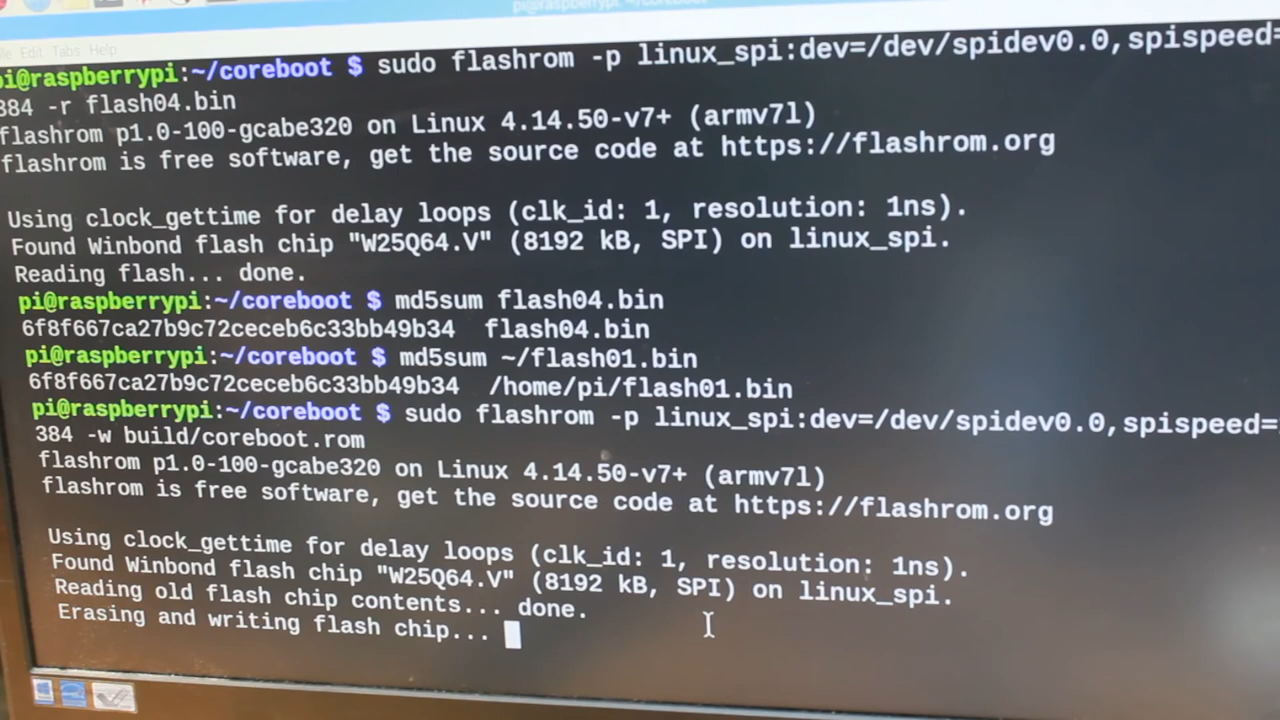 pi@raspberrypi: ~/coreboot
Edit Tabs Help
pi@raspberrypi:~/coreboot $ sudo flashrom -p linux_spi:dev=/dev/spidev0.0,spispeed=
384 -r flash04.bin
flashrom p1.0-100-gcabe320 on Linux 4.14.50-v7+ (armv7l)
flashrom is free software, get the source code at https://flashrom.org
Using clock_gettime for delay loops (clk_id: 1, resolution: 1ns).
Found Winbond flash chip "W25Q64.V" (8192 kB, SPI) on linux_spi.
Reading flash... done.
pi@raspberrypi:~/coreboot $ md5sum flash04.bin
6f8f667ca27b9c72ceceb6c33bb49b34  flash04.bin
pi@raspberrypi:~/coreboot $ md5sum ~/flash01.bin
6f8f667ca27b9c72ceceb6c33bb49b34  /home/pi/flash01.bin
pi@raspberrypi:~/coreboot $ sudo flashrom -p linux_spi:dev=/dev/spidev0.0,spispeed=
384 -w build/coreboot.rom
flashrom p1.0-100-gcabe320 on Linux 4.14.50-v7+ (armv7l)
flashrom is free software, get the source code at https://flashrom.org
Using clock_gettime for delay loops (clk_id: 1, resolution: 1ns).
Found Winbond flash chip "W25Q64.V" (8192 kB, SPI) on linux_spi.
Reading old flash chip contents... done.
Erasing and writing flash chip...